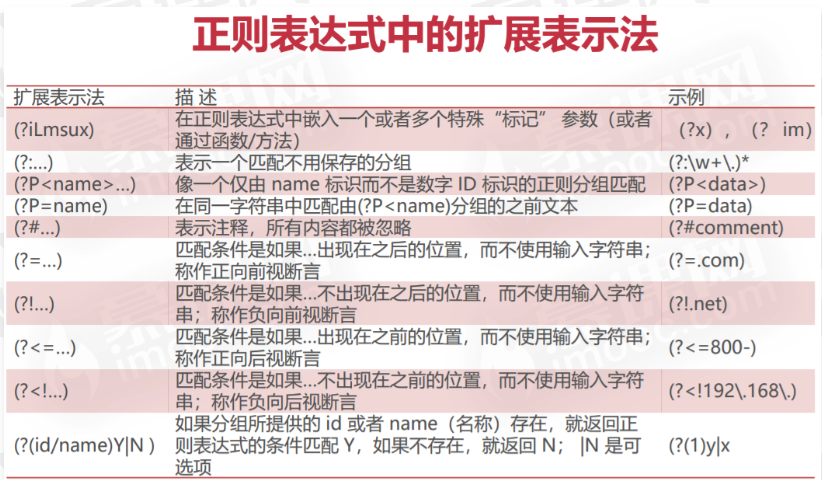 正则表达式中的扩展表示法
扩展表示法 描 述 示例
(?iLmsux) 在正则表达式中嵌入一个或者多个特殊“标记” 参数（或者通过函数/方法） （?x），（? im）
(?:...) 表示一个匹配不用保存的分组 (?:\w+\.)*
(?P<name>...) 像一个仅由 name 标识而不是数字 ID 标识的正则分组匹配 (?P<data>)
(?P=name) 在同一字符串中匹配由(?P<name)分组的之前文本 (?P=data)
(?#...) 表示注释，所有内容都被忽略 (?#comment)
(?=...) 匹配条件是如果...出现在之后的位置，而不使用输入字符串；称作正向前视断言 (?=.com)
(?!...) 匹配条件是如果...不出现在之后的位置，而不使用输入字符串；称作负向前视断言 (?!.net)
(?<=...) 匹配条件是如果...出现在之前的位置，而不使用输入字符串；称作正向后视断言 (?<=800-)
(?<!...) 匹配条件是如果...不出现在之前的位置，而不使用输入字符串；称作负向后视断言 (?<!192\.168\.)
(?(id/name)Y|N ) 如果分组所提供的 id 或者 name（名称）存在，就返回正则表达式的条件匹配 Y，如果不存在，就返回 N； |N 是可选项 (?(1)y|x